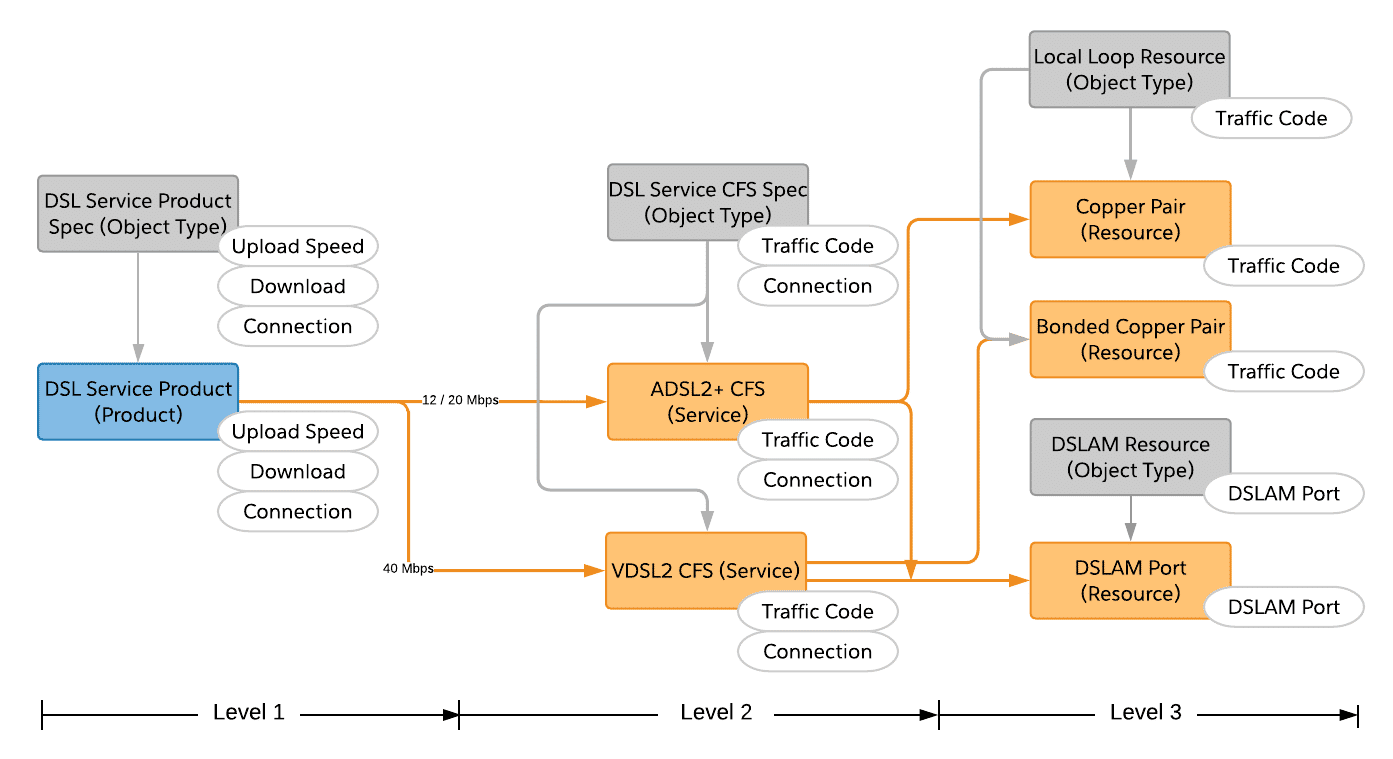 Local Loop Resource
(Object Type)
Traffic Code
DSL Service Product
Spec (Object Type)
Upload Speed
Download
Connection
DSL Service CFS Spec
(Object Type)
Traffic Code
Connection
Copper Pair
(Resource)
Traffic Code
Bonded Copper Pair
(Resource)
Traffic Code
DSL Service Product
(Product)
Upload Speed
Download
Connection
12 / 20 Mbps
40 Mbps
ADSL2+ CFS
(Service)
Traffic Code
Connection
VDSL2 CFS (Service)
Traffic Code
Connection
DSLAM Resource
(Object Type)
DSLAM Port
DSLAM Port
(Resource)
DSLAM Port
Level 1
Level 2
Level 3